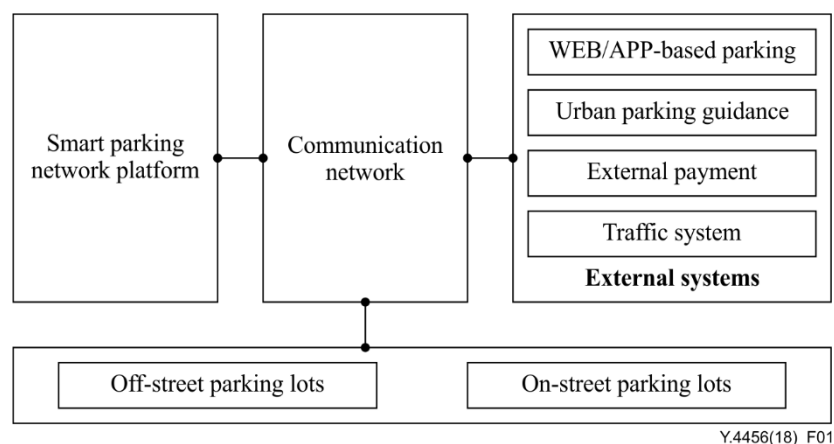 Smart parking
network platform
Communication
network
WEB/APP-based parking
Urban parking guidance
External payment
Traffic system
External systems
Off-street parking lots
On-street parking lots
Y.4456(18)_F01